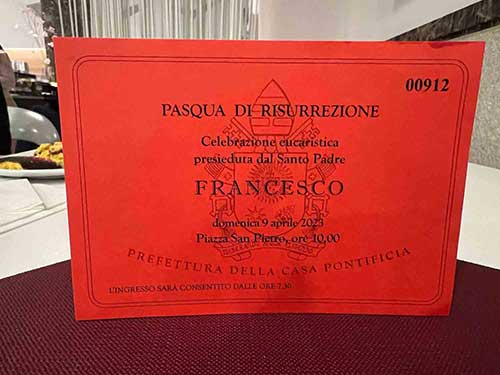 00912
PASQUA DI RISURREZIONE
Celebrazione eucaristica
presieduta dal Santo Padre
FRANCESCO
domenica 9 aprile 2023
Piazza San Pietro, ore 10,00
PREFETTURA DELLA CASA PONTIFICIA
L'INGRESSO SARÀ CONSENTITO DALLE ORE 7,30